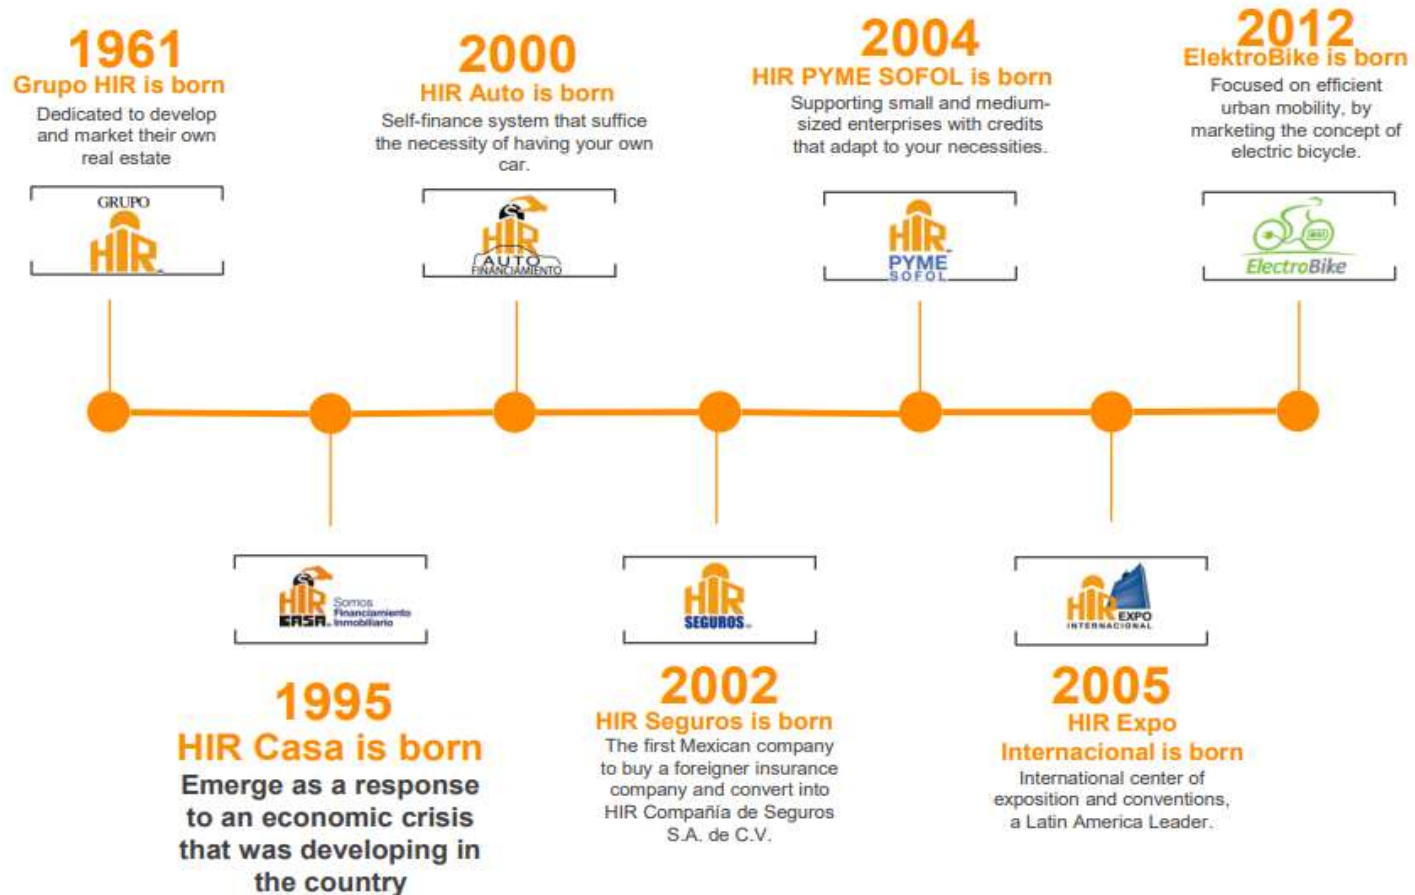 1961
Grupo HIR is born
Dedicated to develop
and market their own
real estate
GRUPO
HIR
2000
HIR Auto is born
Self-finance system that suffice
the necessity of having your own
car.
HIR
AUTO
FINANCIAMIENTO
2004
HIR PYME SOFOL is born
Supporting small and medium-
sized enterprises with credits
that adapt to your necessities.
HIR
PYME
SOFOL
2012
ElektroBike is born
Focused on efficient
urban mobility, by
marketing the concept of
electric bicycle.
ElectroBike
HIR
CASA
Somos
Financiamiento
Inmobiliario
1995
HIR Casa is born
Emerge as a response
to an economic crisis
that was developing in
the country
HIR
SEGUROS
2002
HIR Seguros is born
The first Mexican company
to buy a foreigner insurance
company and convert into
HIR Compañía de Seguros
S.A. de C.V.
HIR
EXPO
INTERNACIONAL
2005
HIR Expo
Internacional is born
International center of
exposition and conventions,
a Latin America Leader.